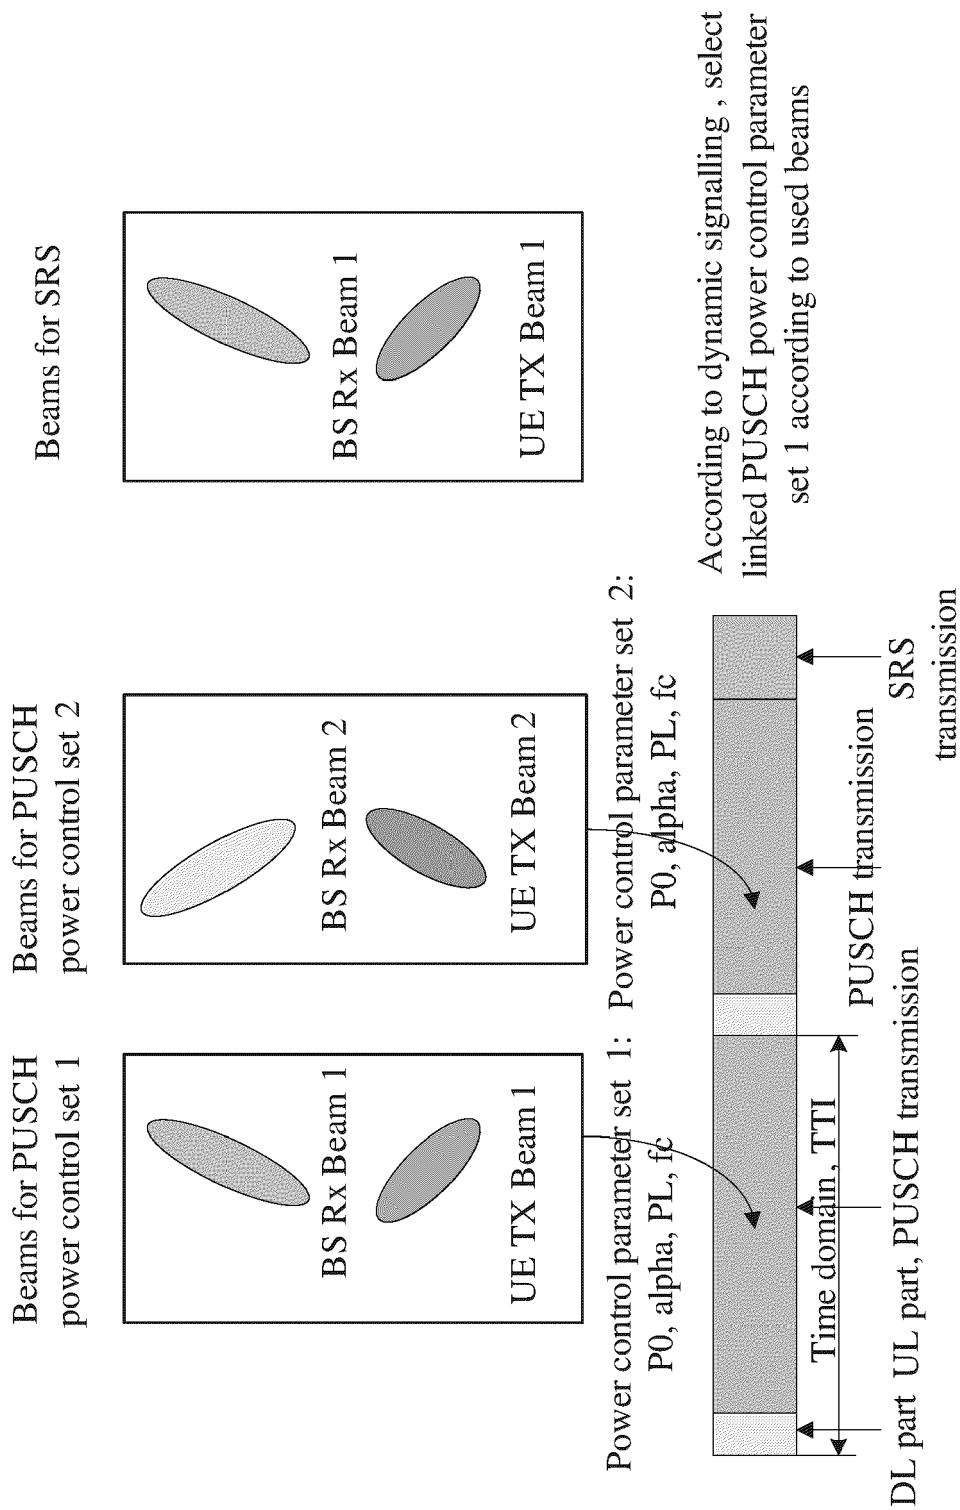 Beams for PUSCH
power control set 1
BS Rx Beam 1
UE TX Beam 1
Beams for PUSCH
power control set 2
BS Rx Beam 2
UE TX Beam 2
Beams for SRS
BS Rx Beam 1
UE TX Beam 1
Power control parameter set 1:
P0, alpha, PL, fc
Power control parameter set 2:
P0, alpha, PL, fc
According to dynamic signalling , select
linked PUSCH power control parameter
set 1 according to used beams
Time domain , TTI
DL part
UL part, PUSCH transmission
PUSCH transmission
SRS
transmission